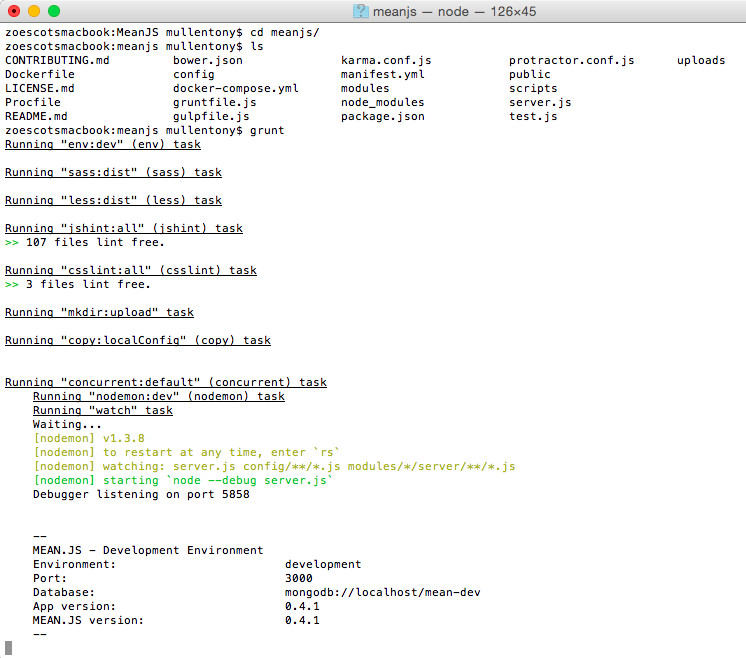 meanjs — node — 126×45
zoescotsmacbook:MeanJS mullentony$ cd meanjs/
zoescotsmacbook:meanjs mullentony$ ls
CONTRIBUTING.md bower.json karma.conf.js protractor.conf.js uploads
Dockerfile config manifest.yml public
LICENSE.md docker-compose.yml modules scripts
Procfile gruntfile.js node_modules server.js
README.md gulpfile.js package.json test.js
zoescotsmacbook:meanjs mullentony$ grunt
Running "env:dev" (env) task
Running "sass:dist" (sass) task
Running "less:dist" (less) task
Running "jshint:all" (jshint) task
>> 107 files lint free.
Running "csslint:all" (csslint) task
>> 3 files lint free.
Running "mkdir:upload" task
Running "copy:localConfig" (copy) task
Running "concurrent:default" (concurrent) task
Running "nodemon:dev" (nodemon) task
Running "watch" task
Waiting...
[nodemon] v1.3.8
[nodemon] to restart at any time, enter `rs`
[nodemon] watching: server.js config/**/*.js modules/*/server/**/*.js
[nodemon] starting `node --debug server.js`
Debugger listening on port 5858
--
MEAN.JS - Development Environment
Environment: development
Port: 3000
Database: mongodb://localhost/mean-dev
App version: 0.4.1
MEAN.JS version: 0.4.1
--